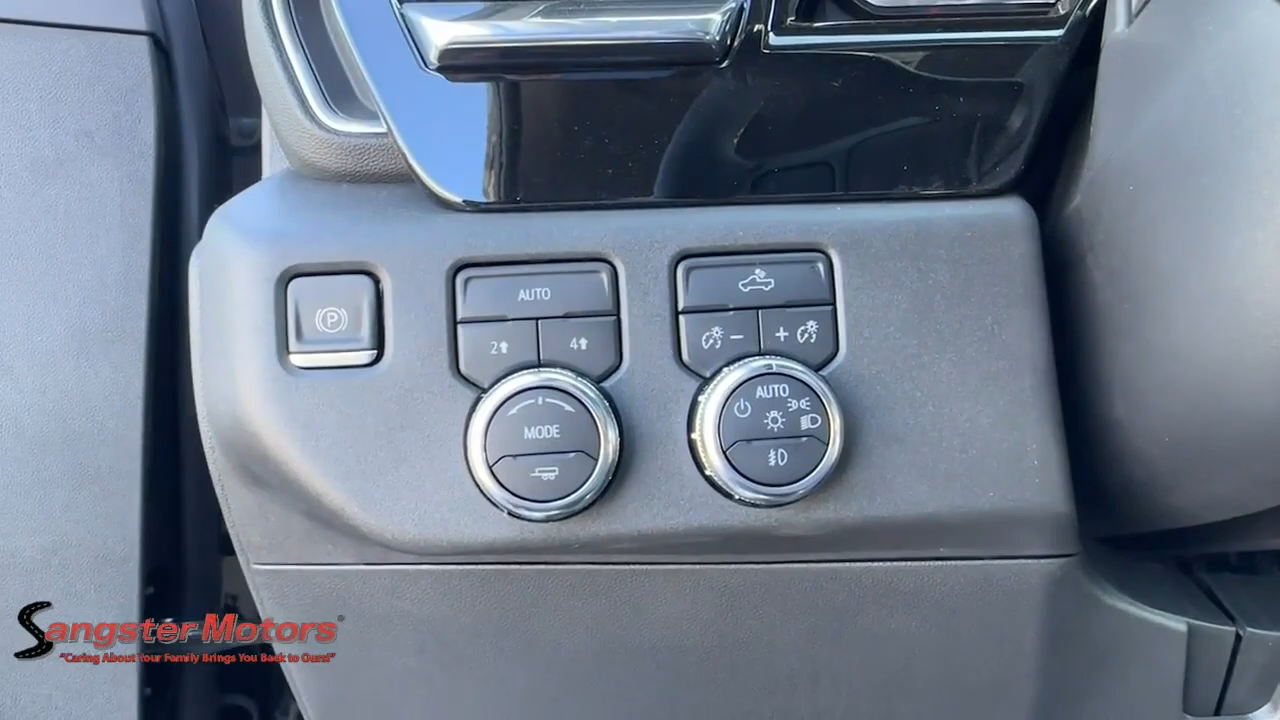 AUTO
2
4
P
MODE
AUTO
Sangster Motors®
"Caring About Your Family Brings You Back to Ours!"